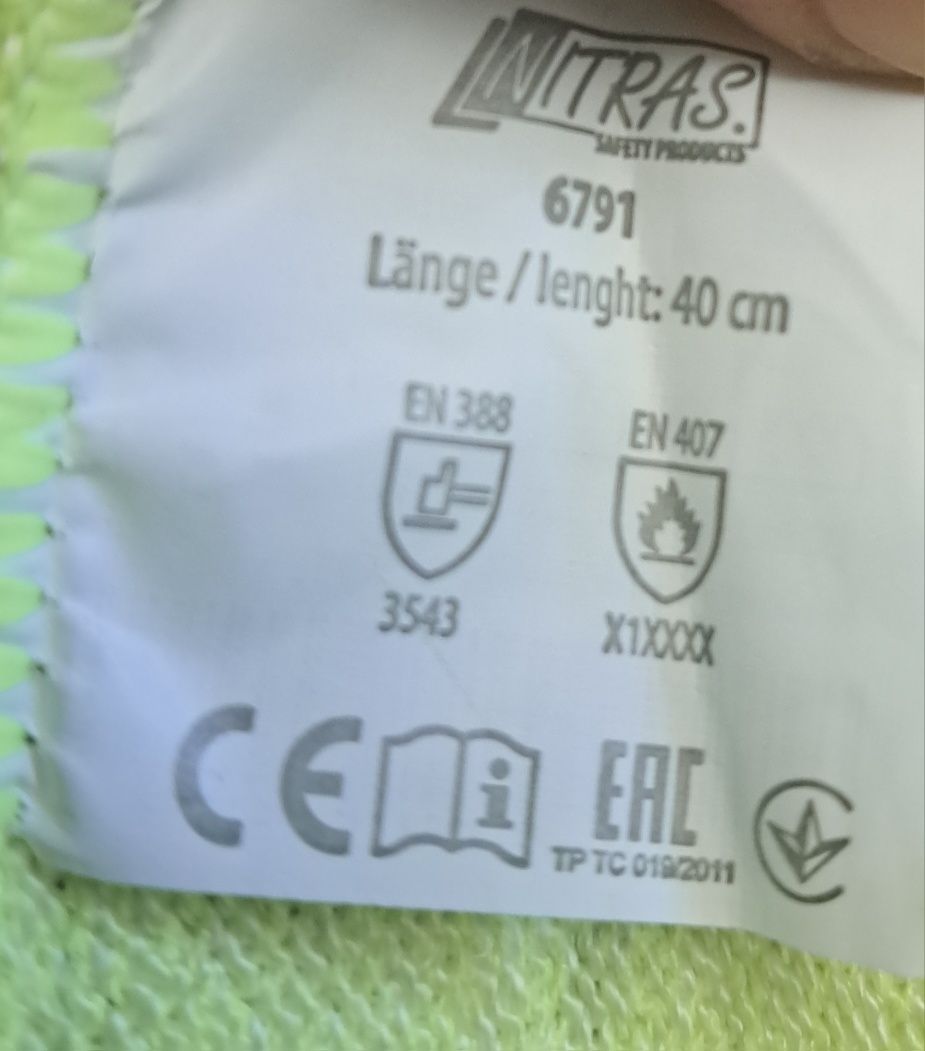 NITRAS.
SAFETY PRODUCTS
6791
Länge / lenght: 40 cm
EN 388
EN 407
3543
X1XXXX
CE
i
EAC
TP TC 019/2011